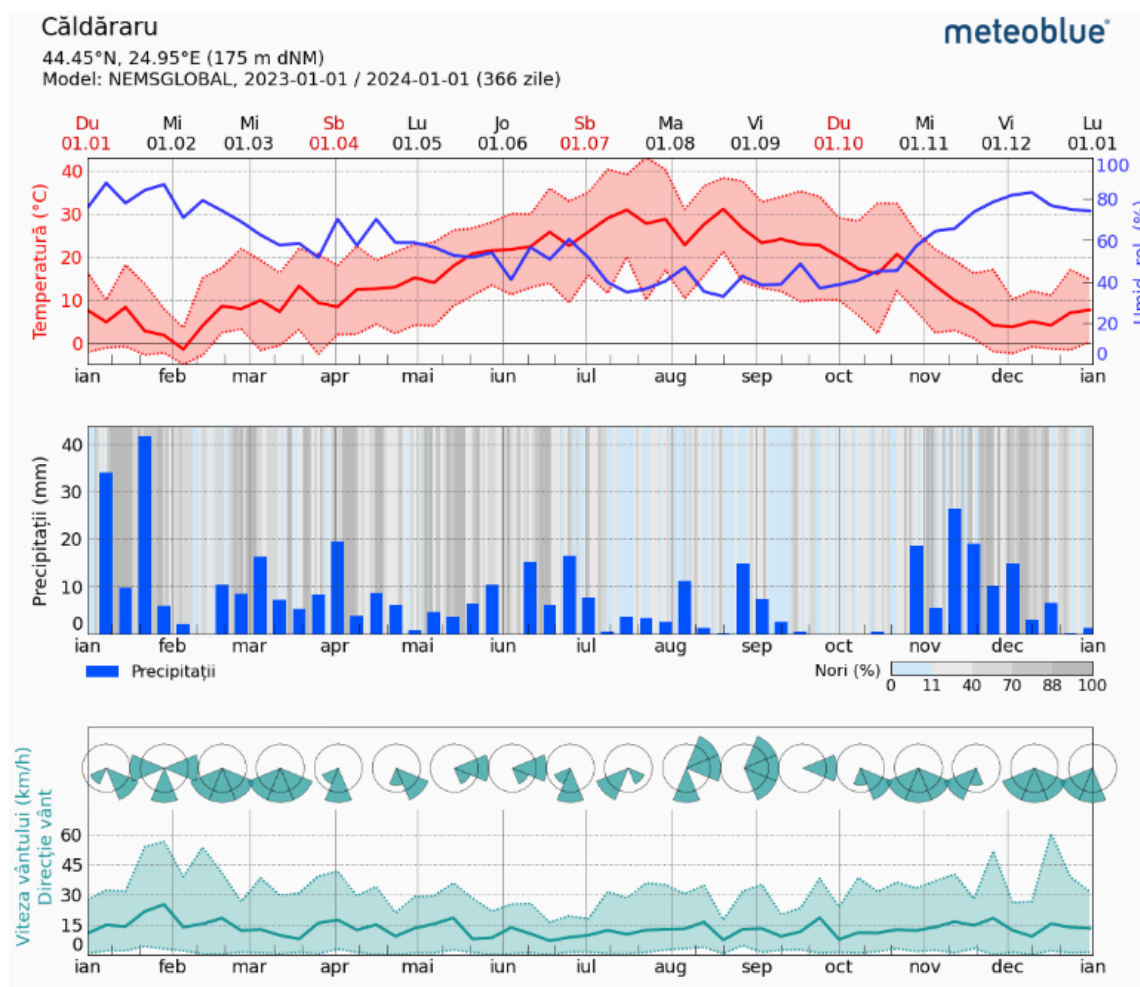 Căldăraru
meteoblue
44.45°N, 24.95°E (175 m dNM)
Model: NEMSGLOBAL, 2023-01-01 / 2024-01-01 (366 zile)
Du Mi Mi Sb Lu Jo Sb Ma Vi Du Mi Vi Lu
01.01 01.02 01.03 01.04 01.05 01.06 01.07 01.08 01.09 01.10 01.11 01.12 01.01
Temperatură (°C)
40
30
20
10
0
100
80
60
40
20
0
Umid. rel. (%)
ian feb mar apr mai iun iul aug sep oct nov dec ian
Precipitații (mm)
40
30
20
10
0
ian feb mar apr mai iun iul aug sep oct nov dec ian
Precipitații
Nori (%)
0 11 40 70 88 100
Viteza vântului (km/h)
Direcție vânt
60
45
30
15
0
ian feb mar apr mai iun iul aug sep oct nov dec ian